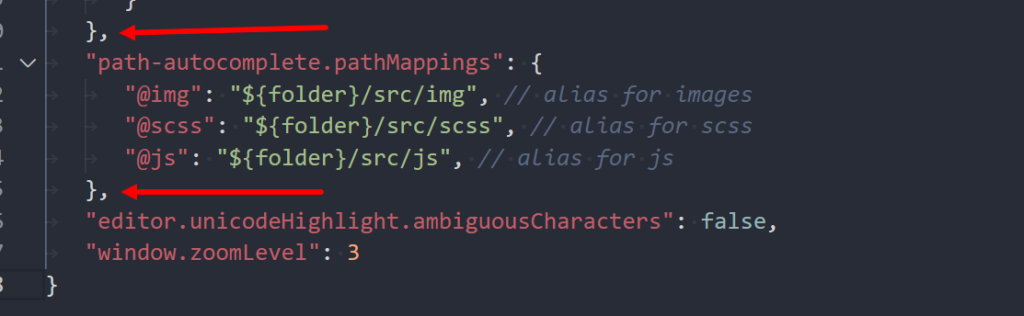 }
},
"path-autocomplete.pathMappings": {
"@img": "${folder}/src/img", // alias for images
"@scss": "${folder}/src/scss", // alias for scss
"@js": "${folder}/src/js", // alias for js
},
"editor.unicodeHighlight.ambiguousCharacters": false,
"window.zoomLevel": 3
}